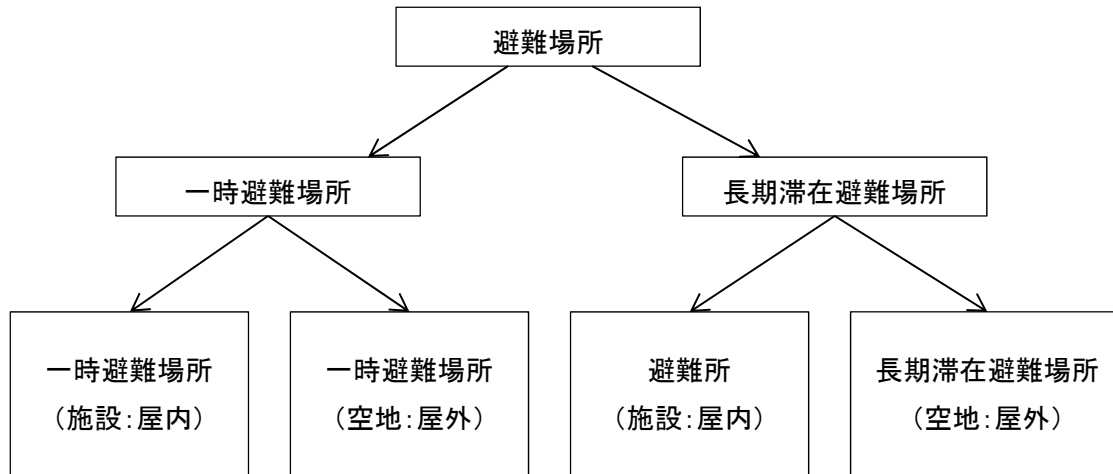 避難場所
一時避難場所
長期滞在避難場所
一時避難場所
（施設：屋内）
一時避難場所
（空地：屋外）
避難所
（施設：屋内）
長期滞在避難場所
（空地：屋外）